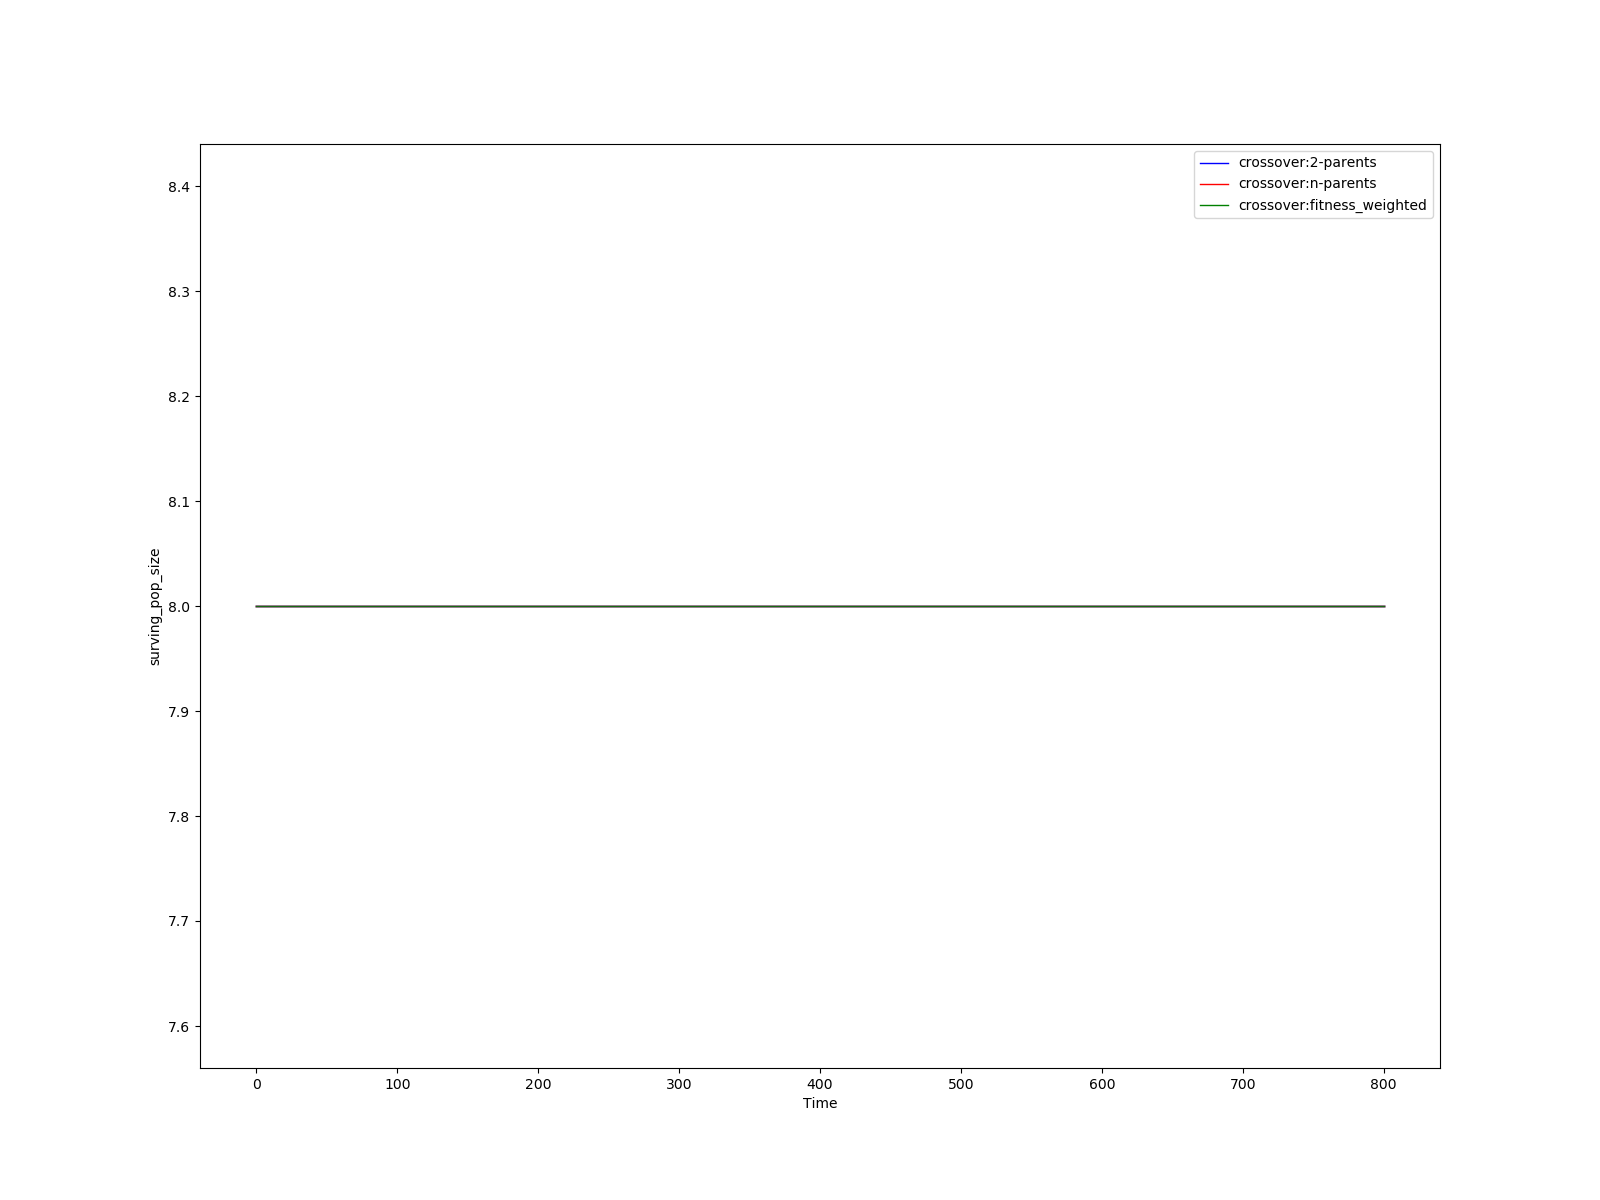 crossover:2-parents
crossover:n-parents
crossover:fitness_weighted
8.4
8.3
8.2
8.1
8.0
7.9
7.8
7.7
7.6
surving_pop_size
0 100 200 300 400 500 600 700 800
Time